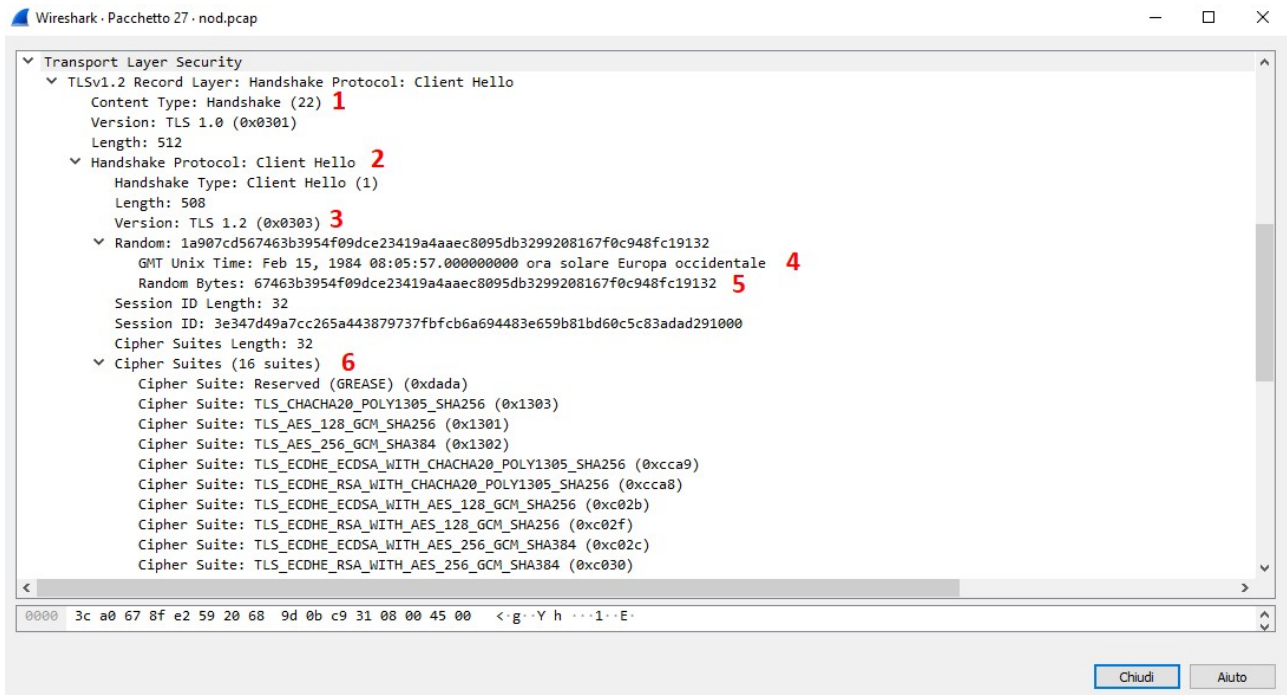 Wireshark · Pacchetto 27 · nod.pcap
Transport Layer Security
TLSv1.2 Record Layer: Handshake Protocol: Client Hello
Content Type: Handshake (22) 1
Version: TLS 1.0 (0x0301)
Length: 512
Handshake Protocol: Client Hello 2
Handshake Type: Client Hello (1)
Length: 508
Version: TLS 1.2 (0x0303) 3
Random: 1a907cd567463b3954f09dce23419a4aaec8095db3299208167f0c948fc19132
GMT Unix Time: Feb 15, 1984 08:05:57.000000000 ora solare Europa occidentale 4
Random Bytes: 67463b3954f09dce23419a4aaec8095db3299208167f0c948fc19132 5
Session ID Length: 32
Session ID: 3e347d49a7cc265a443879737fbfcb6a694483e659b81bd60c5c83adad291000
Cipher Suites Length: 32
Cipher Suites (16 suites) 6
Cipher Suite: Reserved (GREASE) (0xdada)
Cipher Suite: TLS_CHACHA20_POLY1305_SHA256 (0x1303)
Cipher Suite: TLS_AES_128_GCM_SHA256 (0x1301)
Cipher Suite: TLS_AES_256_GCM_SHA384 (0x1302)
Cipher Suite: TLS_ECDHE_ECDSA_WITH_CHACHA20_POLY1305_SHA256 (0xcca9)
Cipher Suite: TLS_ECDHE_RSA_WITH_CHACHA20_POLY1305_SHA256 (0xcca8)
Cipher Suite: TLS_ECDHE_ECDSA_WITH_AES_128_GCM_SHA256 (0xc02b)
Cipher Suite: TLS_ECDHE_RSA_WITH_AES_128_GCM_SHA256 (0xc02f)
Cipher Suite: TLS_ECDHE_ECDSA_WITH_AES_256_GCM_SHA384 (0xc02c)
Cipher Suite: TLS_ECDHE_RSA_WITH_AES_256_GCM_SHA384 (0xc030)
0000 3c a0 67 8f e2 59 20 68 9d 0b c9 31 08 00 45 00 <·g··Y h ···1··E·
Chiudi Aiuto